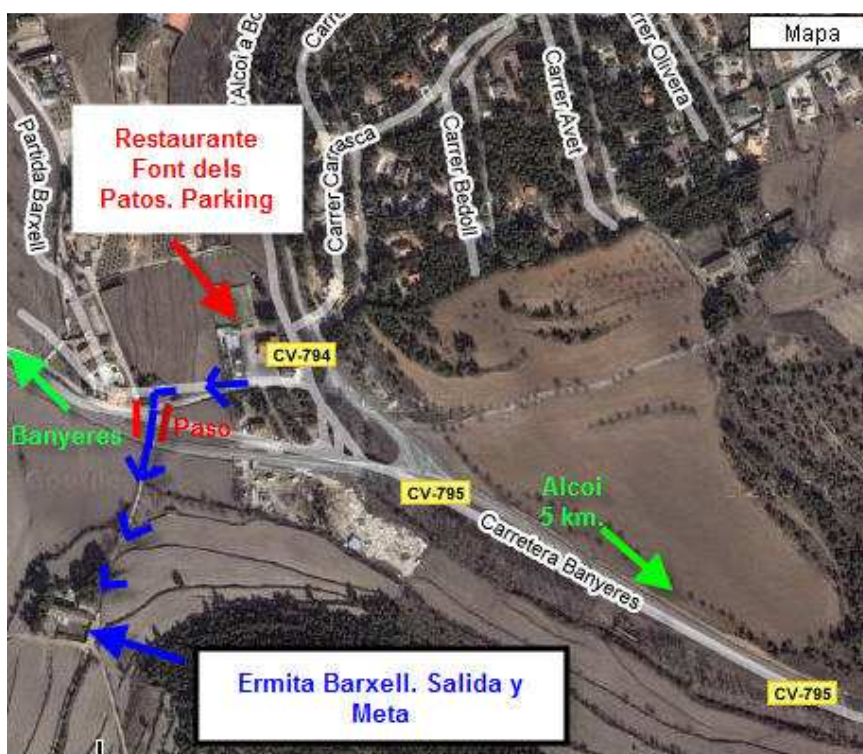 Mapa
Carrer Olivera
Carrer Avet
Carrer Bedoll
Carrer Carrasca
Alcoi a
Partida Barxell
Restaurante
Font dels
Patos. Parking
CV-794
Banyeres
Paso
CV-795
Alcoi
5 km.
Carretera Banyeres
CV-795
Ermita Barxell. Salida y
Meta